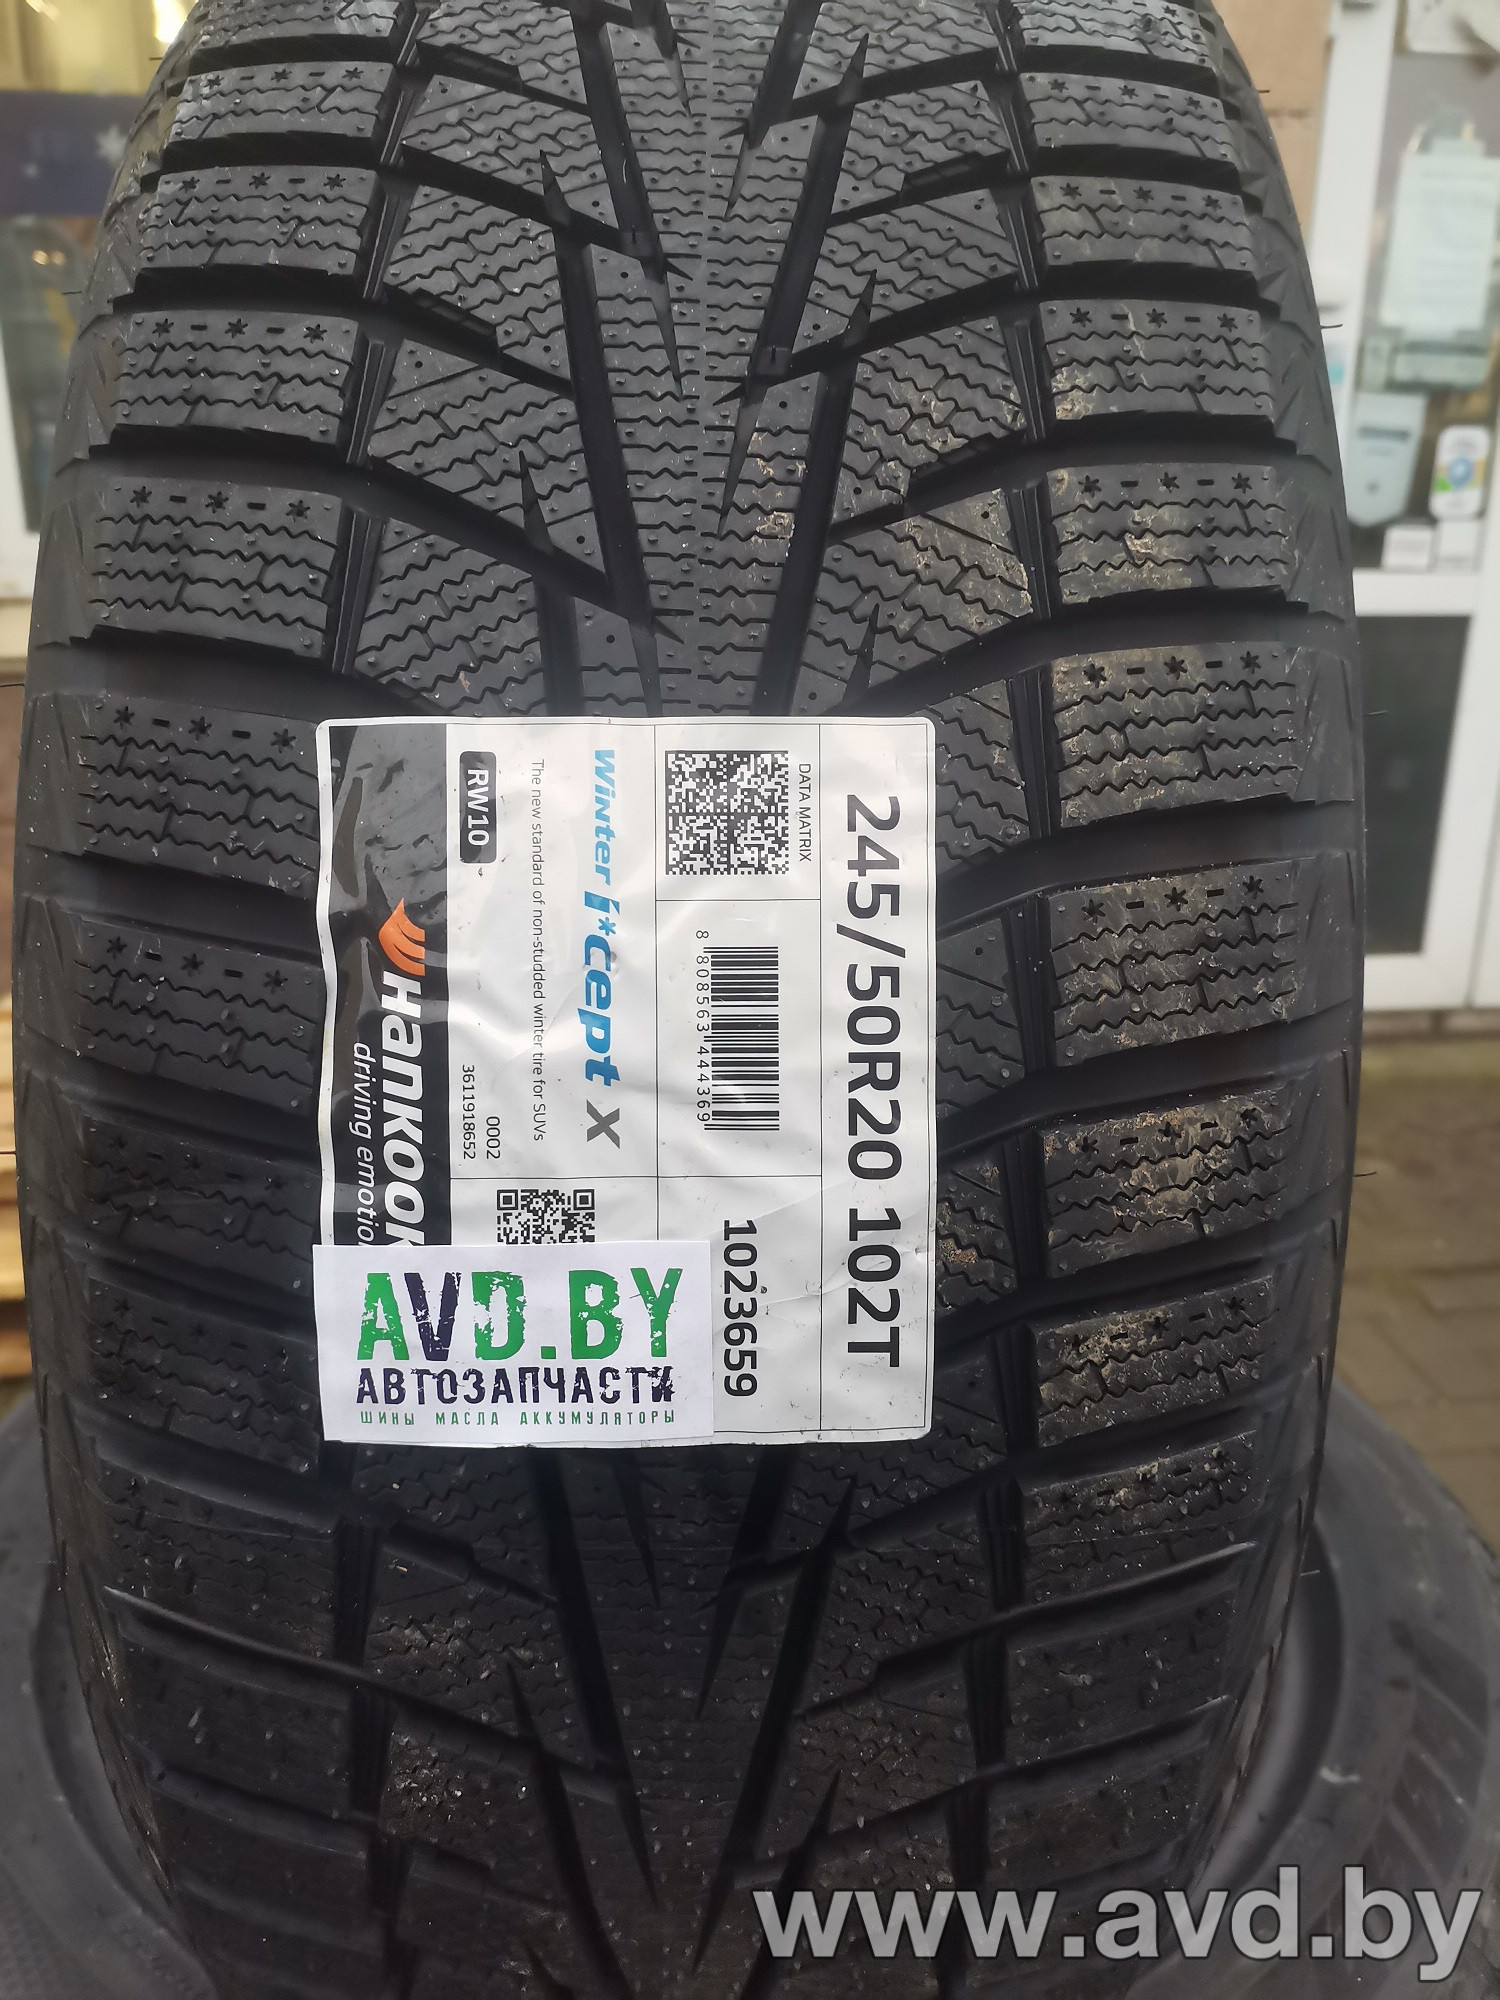 245/50R20 102T
DATA MATRIX
8 808563 444369
1023659
Winter i*cept X
The new standard of non-studded winter tire for SUVs
RW10
0002
3611918652
Hankook
driving emotion
AVD.BY
АВТОЗАПЧАСТИ
ШИНЫ МАСЛА АККУМУЛЯТОРЫ
www.avd.by